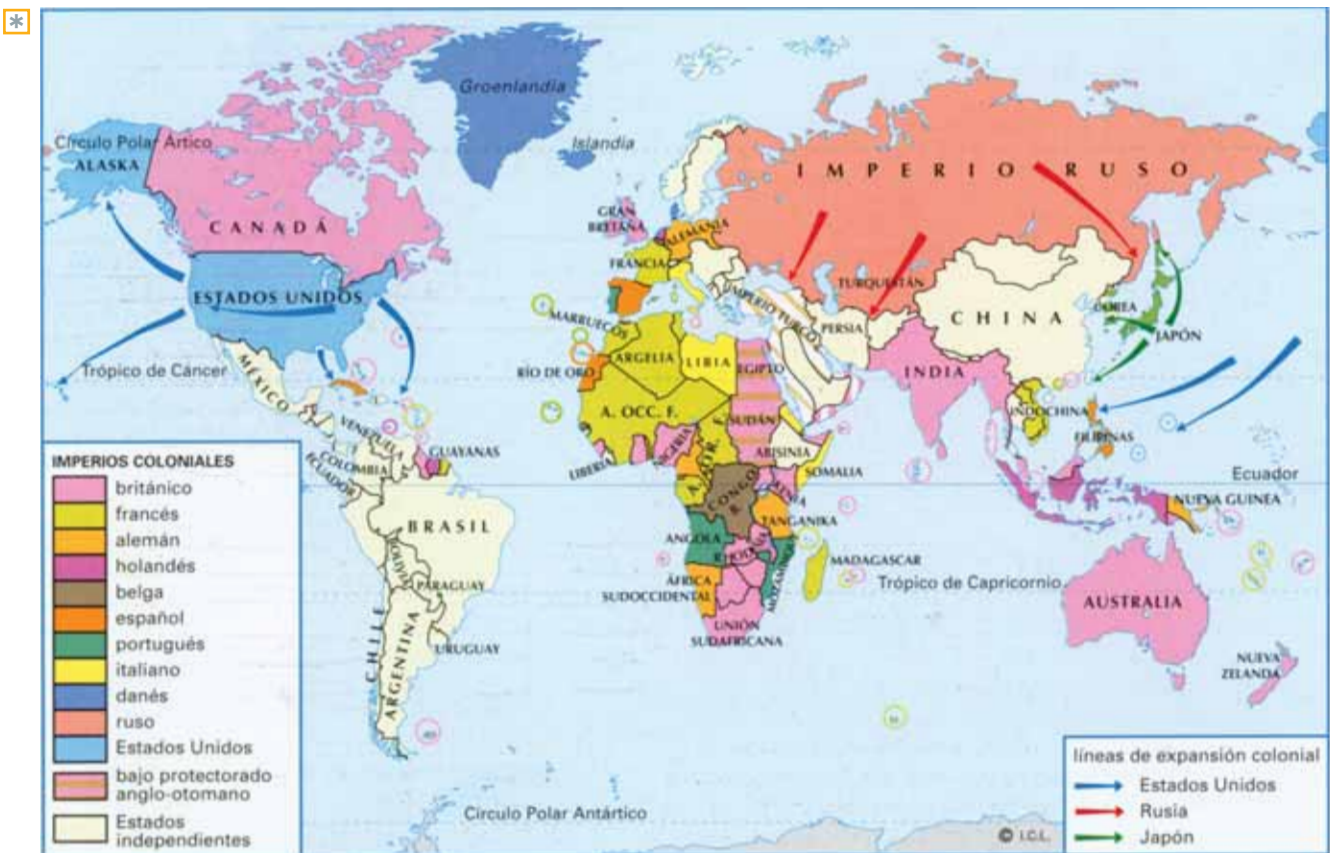 *
Groenlandia
Círculo Polar Ártico
ALASKA
Islandia
IMPERIO RUSO
CANADÁ
GRAN
BRETAÑA
ALEMANIA
FRANCIA
ESTADOS UNIDOS
TURQUESTÁN
IMPERIO TURCO
MARRUECOS
PERSIA
CHINA
COREA
JAPÓN
ARGELIA
LIBIA
EGIPTO
Trópico de Cáncer
RÍO DE ORO
INDIA
MÉXICO
A. OCC. F.
INDOCHINA
SUDÁN
FILIPINAS
VENEZUELA
GUAYANAS
NIGERIA
LIBERIA
ABISINIA
COLOMBIA
SOMALIA
ECUADOR
Ecuador
CONGO
B.
KENIA
NUEVA GUINEA
TANGANIKA
BRASIL
ANGOLA
RHODESIA
MOZAMBIQUE
MADAGASCAR
BOLIVIA
PARAGUAY
ÁFRICA
SUDOCCIDENTAL
Trópico de Capricornio
AUSTRALIA
UNIÓN
SUDAFRICANA
CHILE
ARGENTINA
URUGUAY
NUEVA
ZELANDA
Círculo Polar Antártico
© I.C.L.
IMPERIOS COLONIALES
británico
francés
alemán
holandés
belga
español
portugués
italiano
danés
ruso
Estados Unidos
bajo protectorado
anglo-otomano
Estados
independientes
líneas de expansión colonial
Estados Unidos
Rusia
Japón